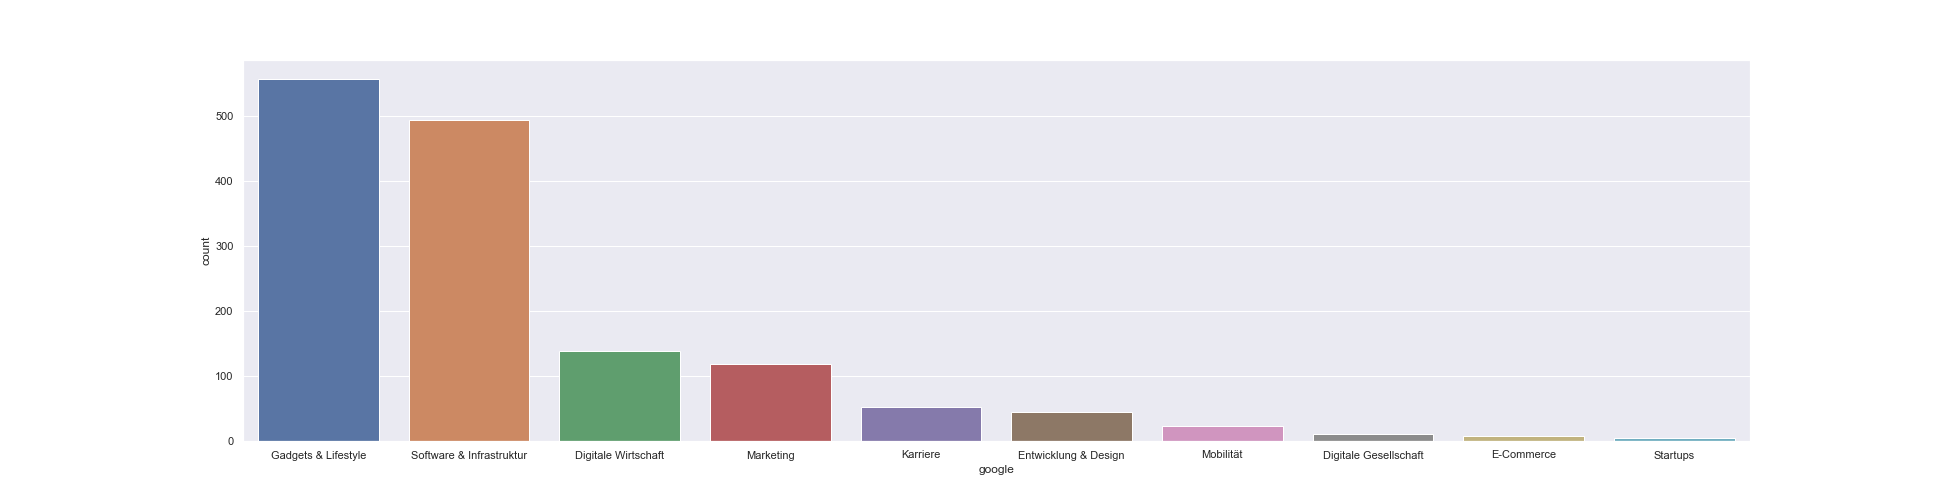 500
400
300
200
100
0
count
Gadgets & Lifestyle
Software & Infrastruktur
Digitale Wirtschaft
Marketing
Karriere
Entwicklung & Design
Mobilität
Digitale Gesellschaft
E-Commerce
Startups
google